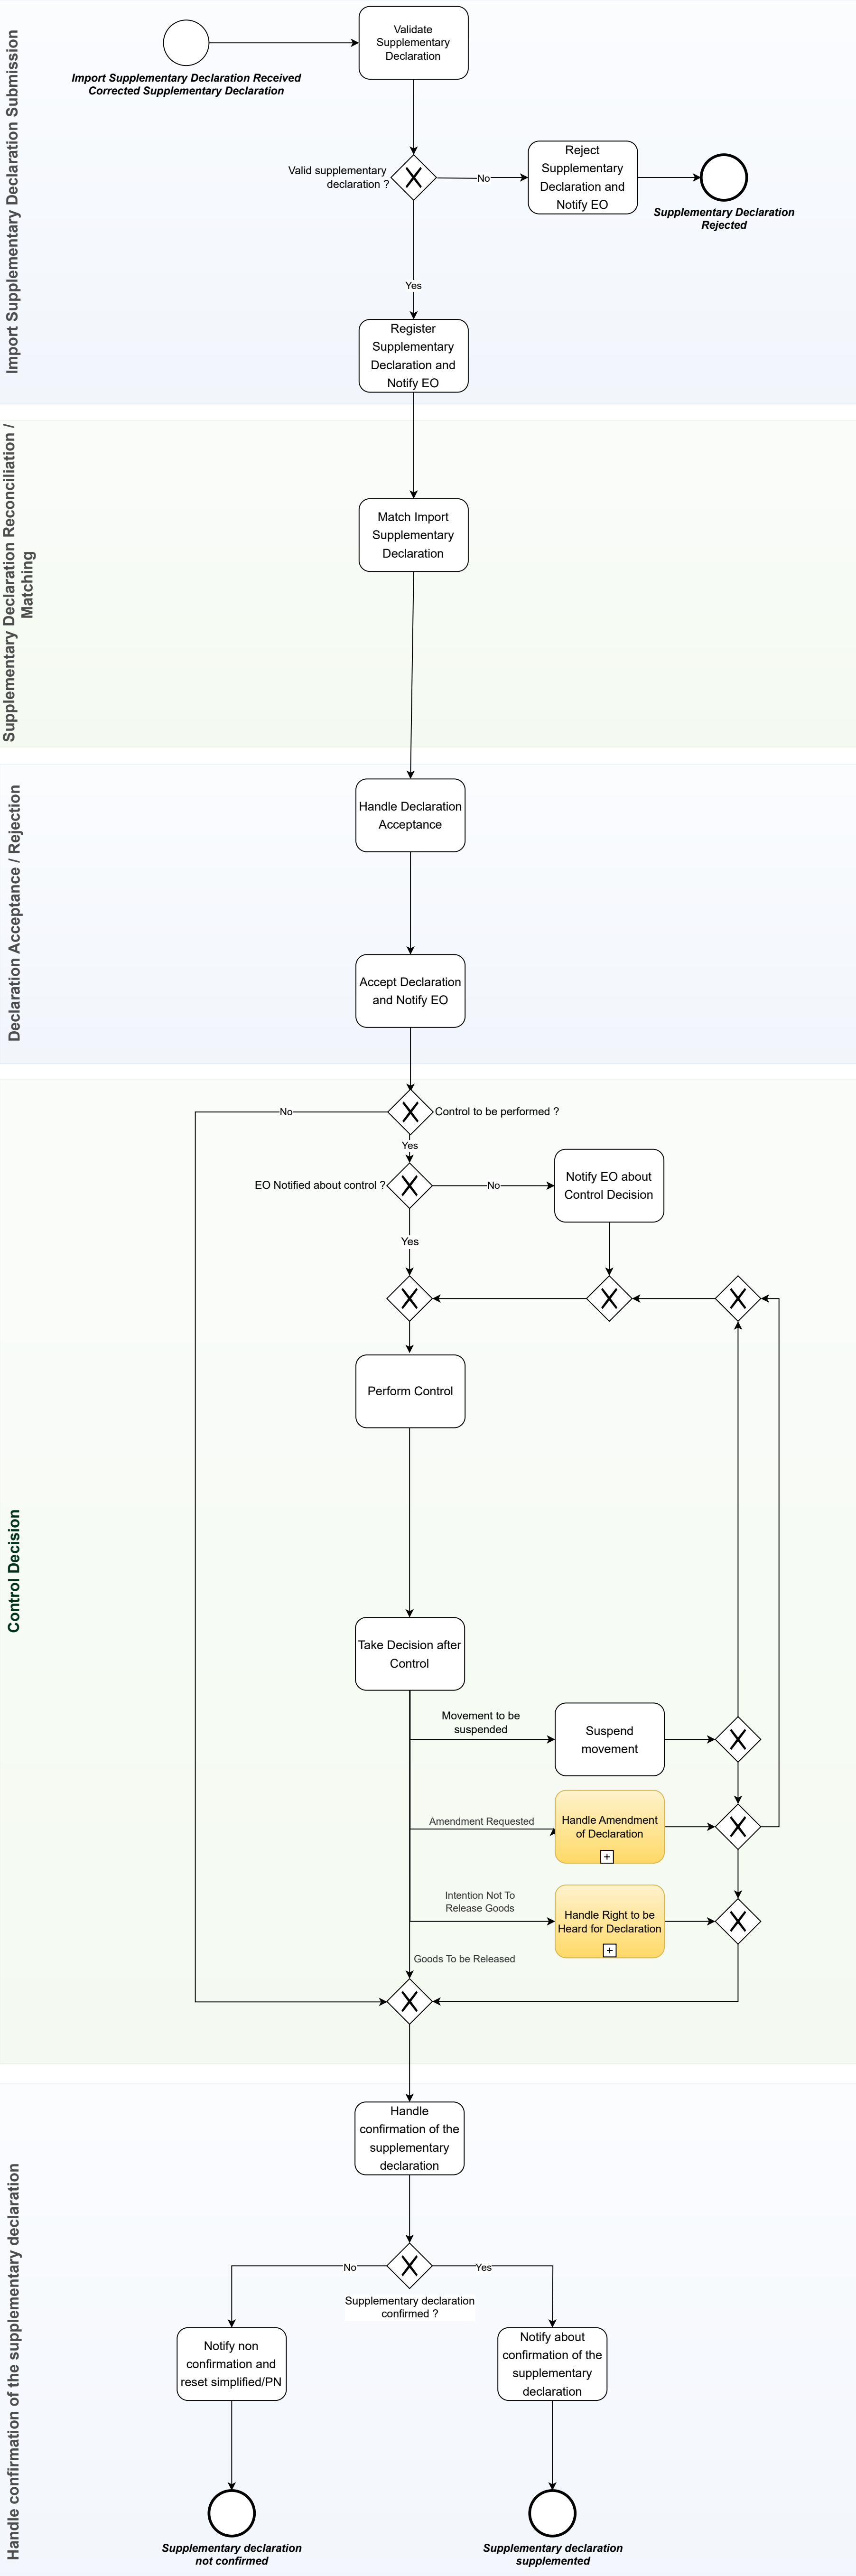 Import Supplementary Declaration Submission
Validate
Supplementary
Declaration
Import Supplementary Declaration Received
Corrected Supplementary Declaration
Valid supplementary
declaration ?
No
Reject
Supplementary
Declaration and
Notify EO
Supplementary Declaration
Rejected
Yes
Register
Supplementary
Declaration and
Notify EO
Supplementary Declaration Reconciliation /
Matching
Match Import
Supplementary
Declaration
Declaration Acceptance / Rejection
Handle Declaration
Acceptance
Accept Declaration
and Notify EO
Control Decision
No
Control to be performed ?
Yes
EO Notified about control ?
No
Notify EO about
Control Decision
Yes
Perform Control
Take Decision after
Control
Movement to be
suspended
Suspend
movement
Amendment Requested
Handle Amendment
of Declaration
Intention Not To
Release Goods
Handle Right to be
Heard for Declaration
Goods To be Released
Handle confirmation of the supplementary declaration
Handle
confirmation of the
supplementary
declaration
No
Yes
Supplementary declaration
confirmed ?
Notify non
confirmation and
reset simplified/PN
Notify about
confirmation of the
supplementary
declaration
Supplementary declaration
not confirmed
Supplementary declaration
supplemented